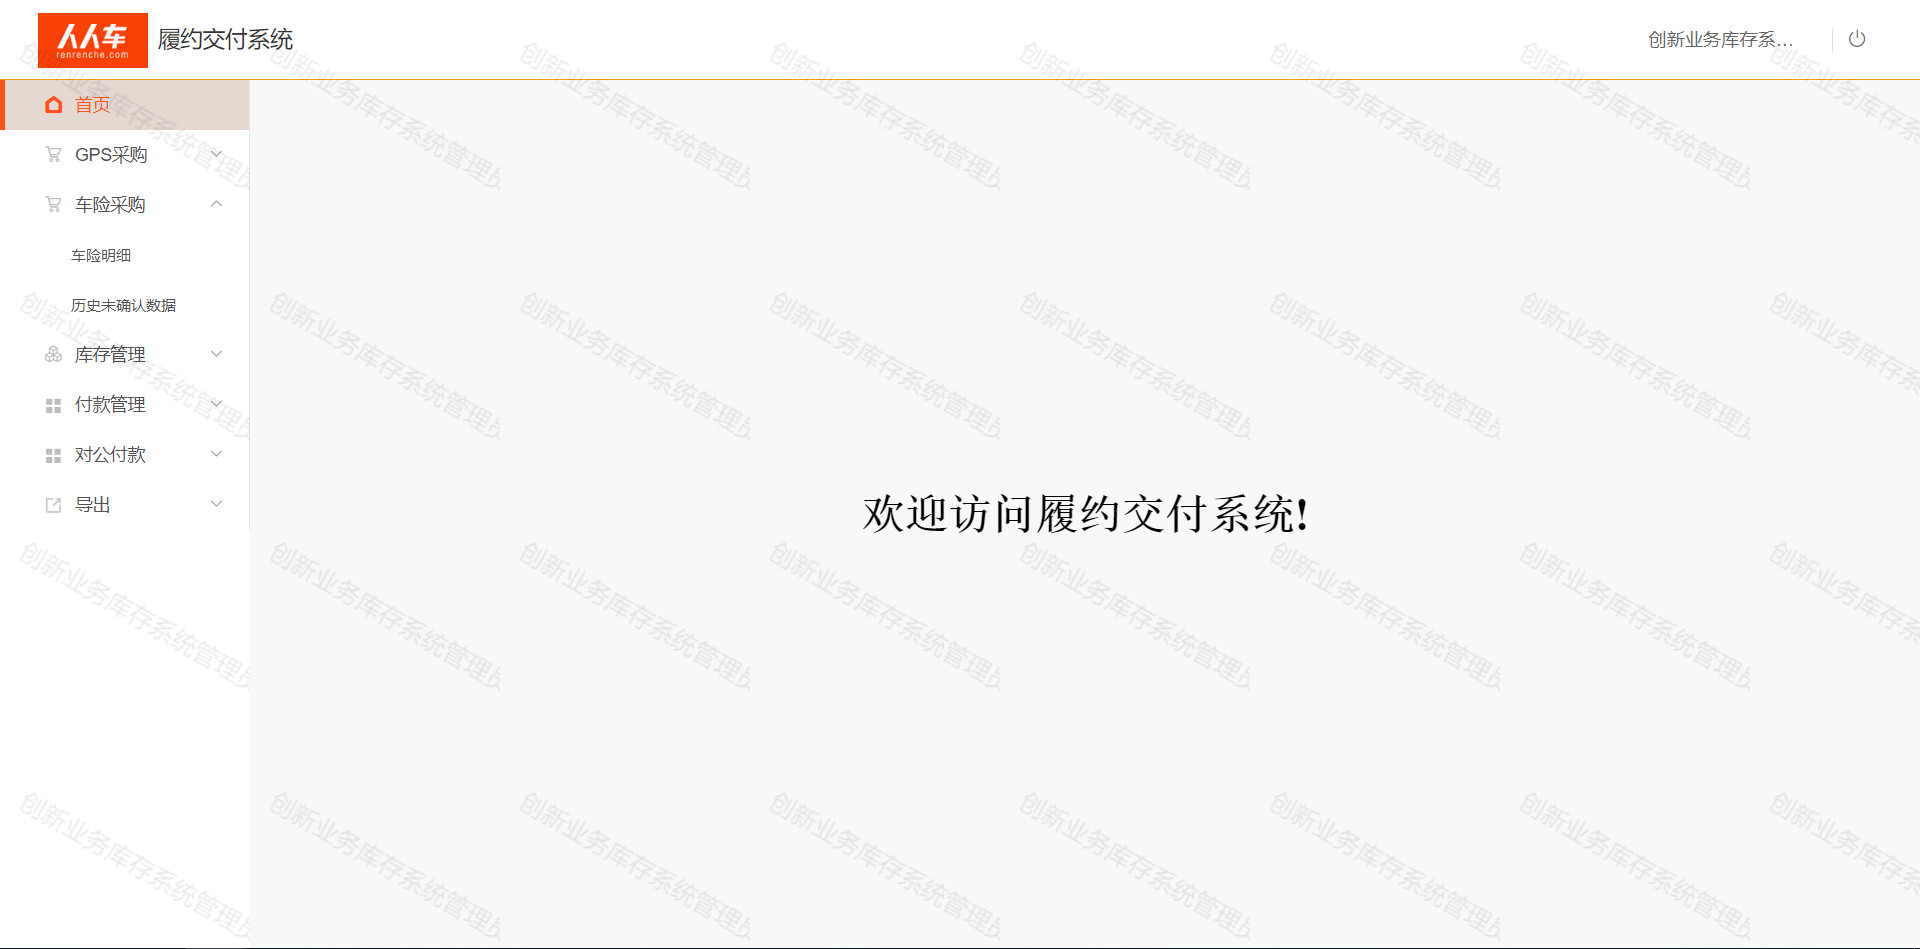 人人车
renrenche.com
履约交付系统
创新业务库存系...
首页
GPS采购
车险采购
车险明细
历史未确认数据
库存管理
付款管理
对公付款
导出
欢迎访问履约交付系统!
创新业务库存系统管理员